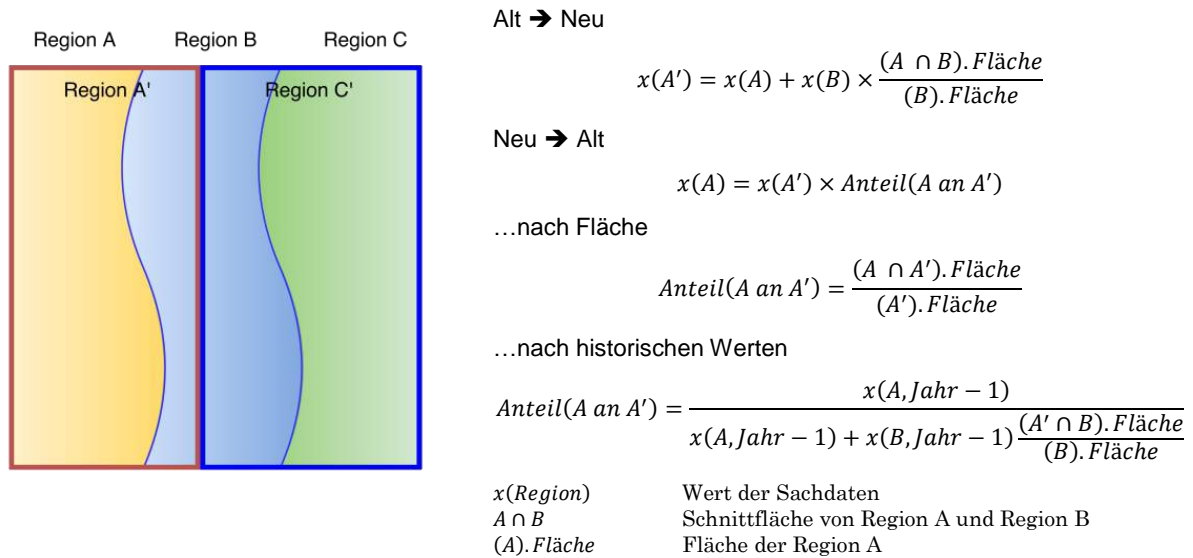 Region A Region B Region C
Region A' Region C'
Alt ➔ Neu
x(A′) = x(A) + x(B) × (A ∩ B). Fläche / (B). Fläche
Neu ➔ Alt
x(A) = x(A′) × Anteil(A an A′)
…nach Fläche
Anteil(A an A′) = (A ∩ A′). Fläche / (A′). Fläche
…nach historischen Werten
Anteil(A an A′) = x(A, Jahr − 1) / x(A, Jahr − 1) + x(B, Jahr − 1) (A′ ∩ B). Fläche / (B). Fläche
x(Region) Wert der Sachdaten
A ∩ B Schnittfläche von Region A und Region B
(A). Fläche Fläche der Region A